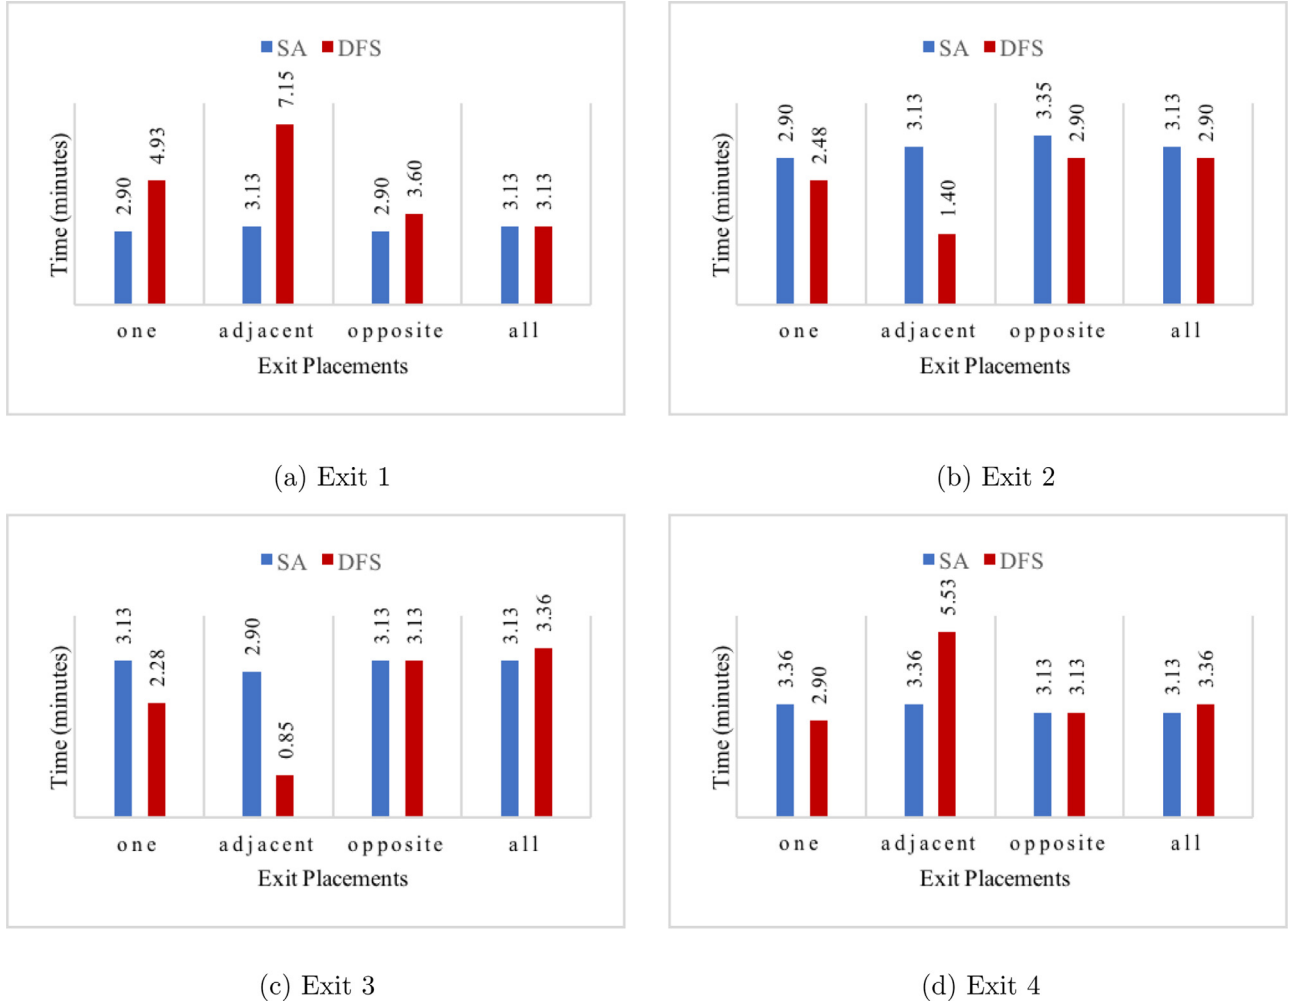 SA DFS
2.90 4.93 3.13 7.15 2.90 3.60 3.13 3.13
Time (minutes)
one adjacent opposite all
Exit Placements
(a) Exit 1
SA DFS
2.90 2.48 3.13 1.40 3.35 2.90 3.13 2.90
Time (minutes)
one adjacent opposite all
Exit Placements
(b) Exit 2
SA DFS
3.13 2.28 2.90 0.85 3.13 3.13 3.13 3.36
Time (minutes)
one adjacent opposite all
Exit Placements
(c) Exit 3
SA DFS
3.36 2.90 3.36 5.53 3.13 3.13 3.13 3.36
Time (minutes)
one adjacent opposite all
Exit Placements
(d) Exit 4